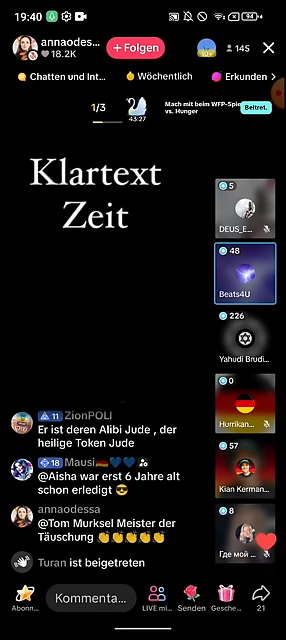 19:40
94
annaodes...
18.2K
+ Folgen
145
Chatten und Int...
Wöchentlich
Erkunden
1/3
43:27
Mach mit beim WFP-Spie
vs. Hunger
Beitret.
Klartext
Zeit
5
DEUS_E...
48
Beats4U
226
Yahudi Brudi...
0
Hurrikan...
57
Kian Kerman...
8
Где мой ...
11 ZionPOLI
Er ist deren Alibi Jude , der
heilige Token Jude
18 Mausi
@Aisha war erst 6 Jahre alt
schon erledigt 😎
annaodessa
@Tom Murksel Meister der
Täuschung 👏👏👏👏
Turan ist beigetreten
Abonn...
Kommenta...
LIVE mi...
Senden
Gesche...
21